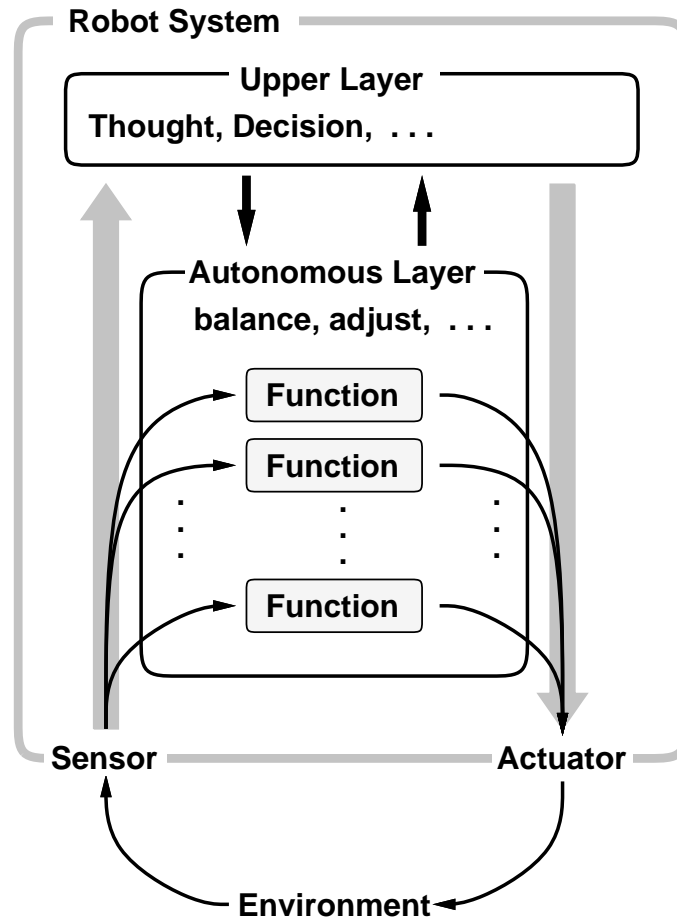 Robot System
Upper Layer
Thought, Decision, . . .
Autonomous Layer
balance, adjust, . . .
Function
Function
Function
Sensor
Actuator
Environment